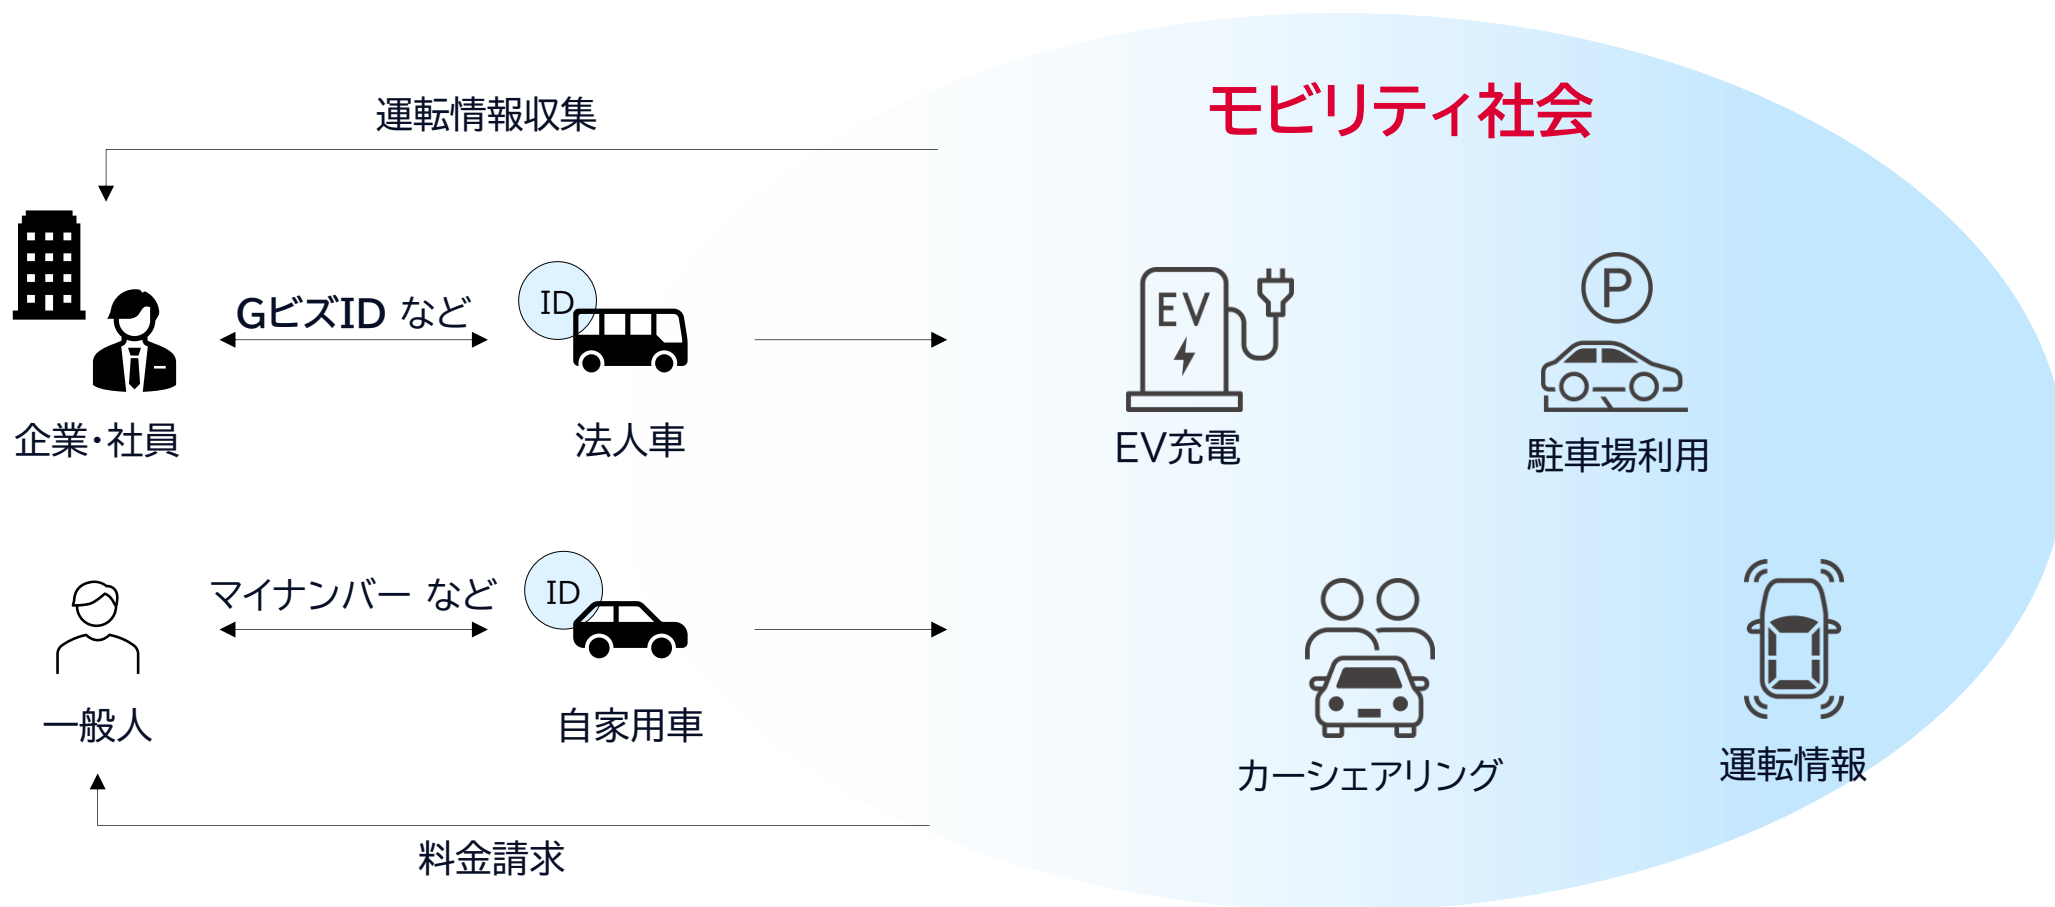 モビリティ社会
運転情報収集
GビズID など
ID
企業・社員
法人車
EV
P
EV充電
駐車場利用
マイナンバー など
ID
一般人
自家用車
カーシェアリング
運転情報
料金請求